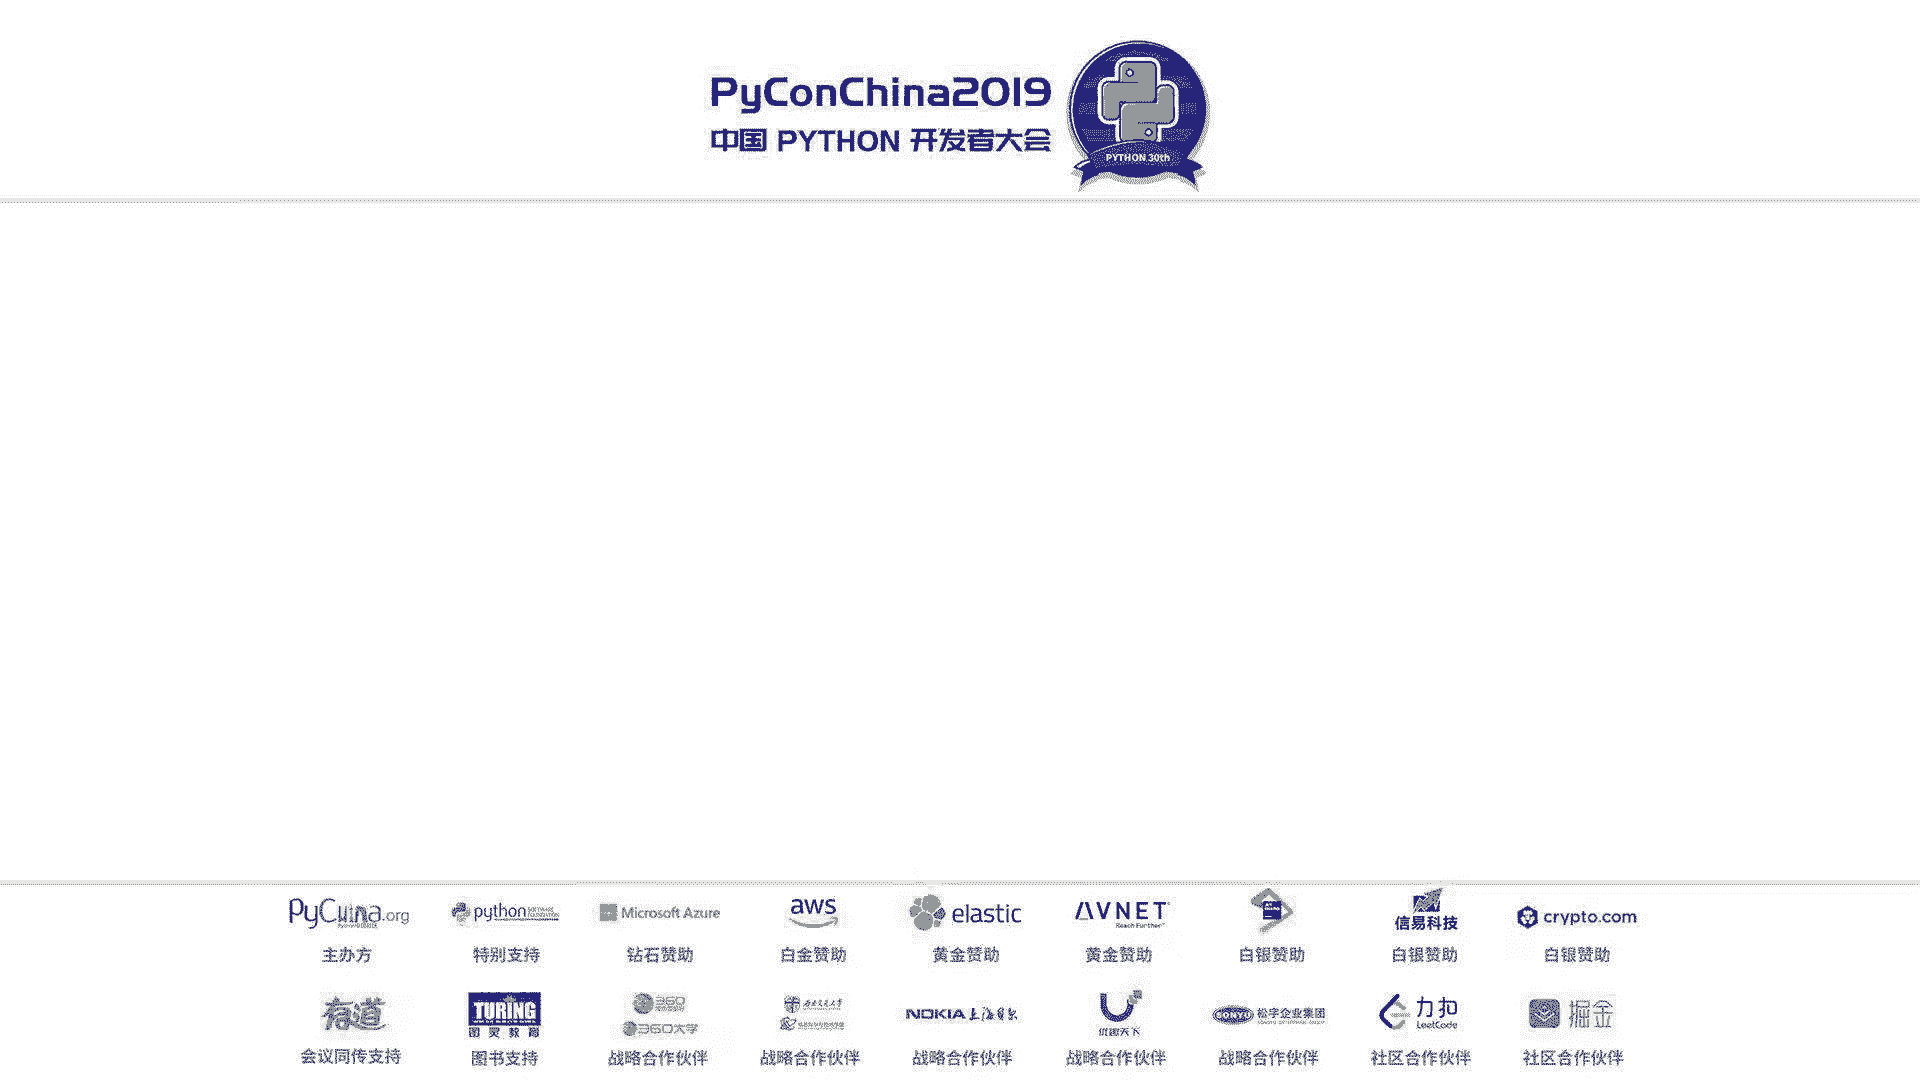 PyConChina2019
中国 PYTHON 开发者大会
PYTHON 30th
PyChina.org
python
Microsoft Azure
aws
elastic
AVNET
Reach Further™
信易科技
crypto.com
主办方
特别支持
钻石赞助
白金赞助
黄金赞助
黄金赞助
白银赞助
白银赞助
白银赞助
有道
TURING
图灵教育
360
360大学
NOKIA 上海贝尔
优趣天下
SONYU 松宇企业集团
力扣
LeetCode
掘金
会议同传支持
图书支持
战略合作伙伴
战略合作伙伴
战略合作伙伴
战略合作伙伴
战略合作伙伴
社区合作伙伴
社区合作伙伴